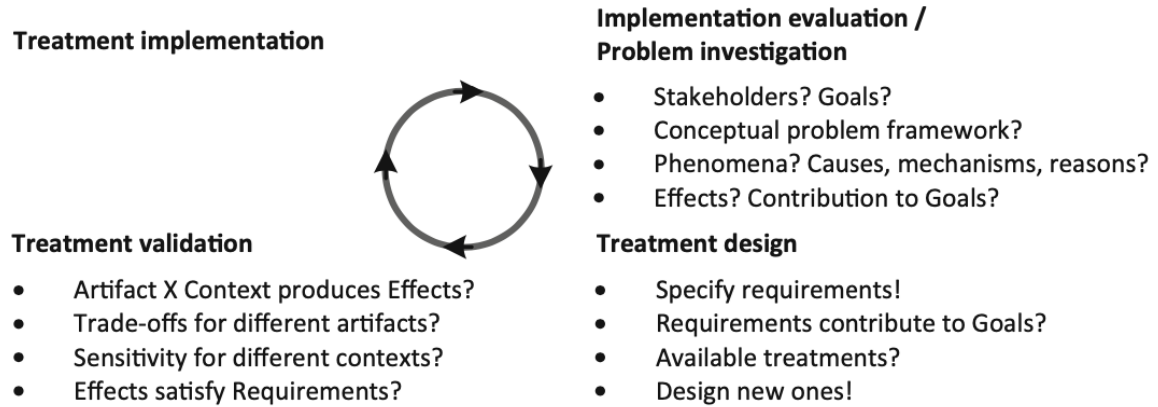 Treatment implementation
Implementation evaluation /
Problem investigation
• Stakeholders? Goals?
• Conceptual problem framework?
• Phenomena? Causes, mechanisms, reasons?
• Effects? Contribution to Goals?
Treatment validation
• Artifact X Context produces Effects?
• Trade-offs for different artifacts?
• Sensitivity for different contexts?
• Effects satisfy Requirements?
Treatment design
• Specify requirements!
• Requirements contribute to Goals?
• Available treatments?
• Design new ones!